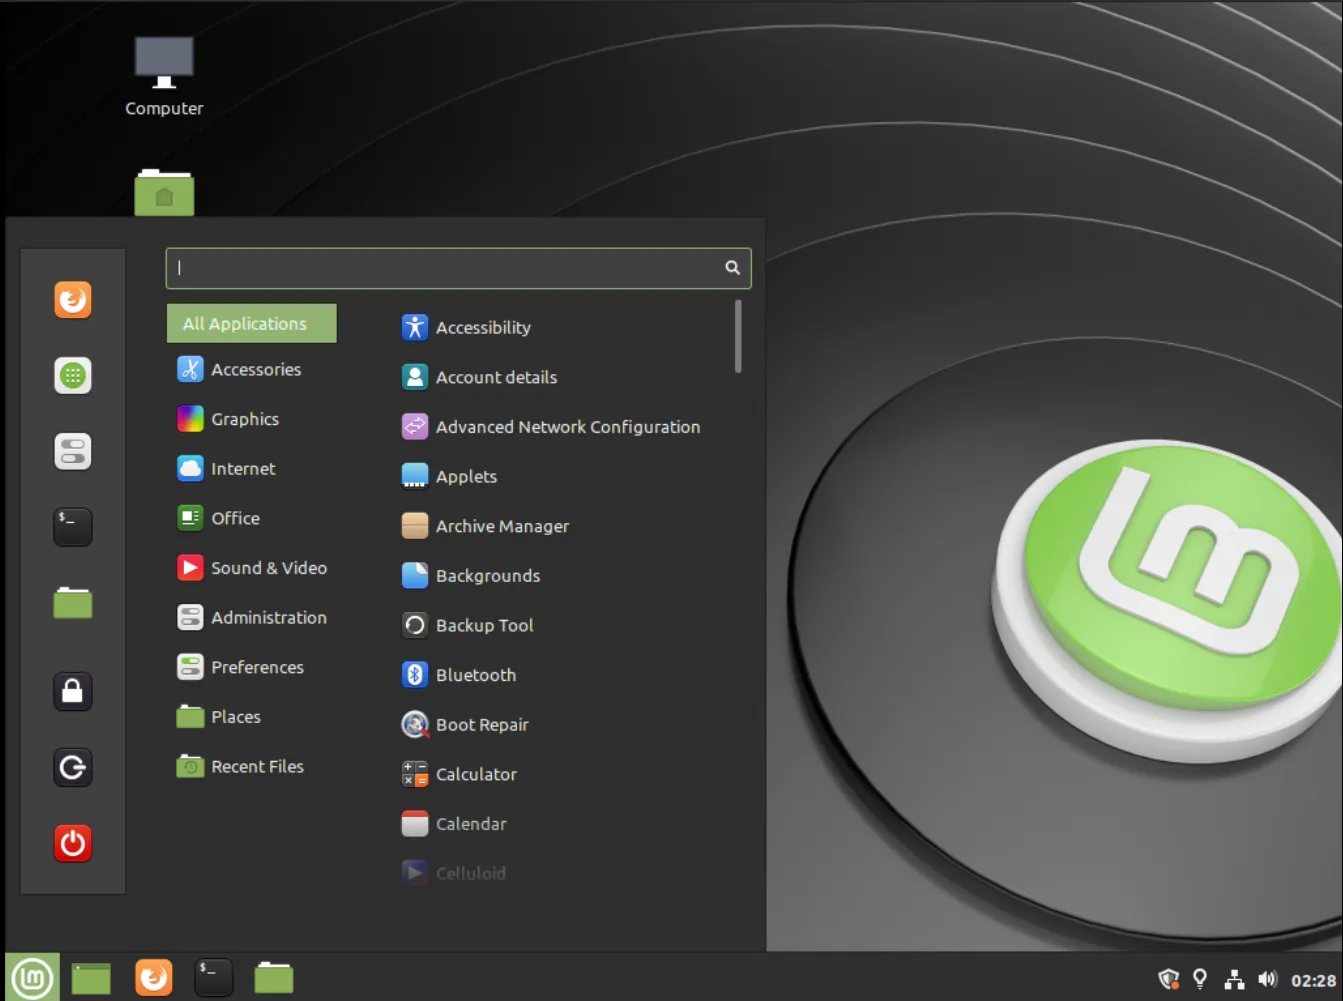 Computer
All Applications
Accessories
Graphics
Internet
Office
Sound & Video
Administration
Preferences
Places
Recent Files
Accessibility
Account details
Advanced Network Configuration
Applets
Archive Manager
Backgrounds
Backup Tool
Bluetooth
Boot Repair
Calculator
Calendar
Celluloid
02:28